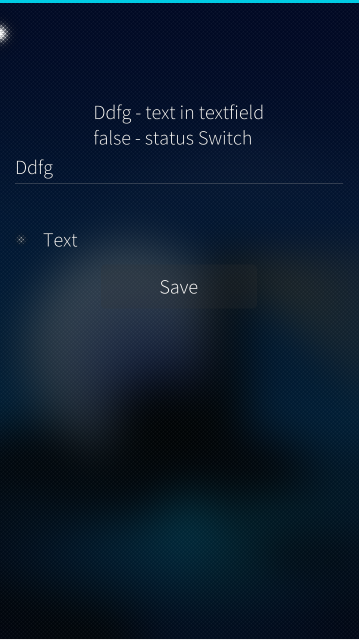 Ddfg - text in textfield
false - status Switch
Ddfg
Text
Save